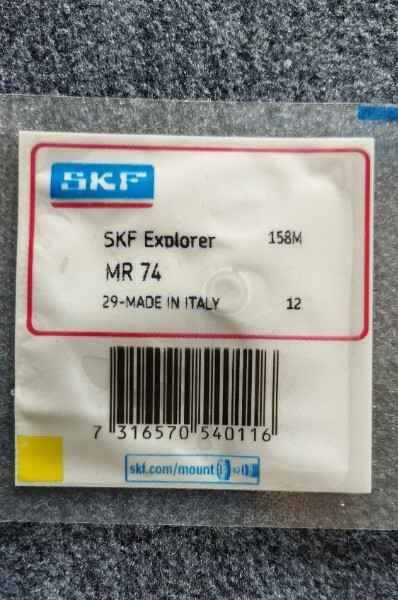 SKF
SKF Explorer 158M
MR 74
29-MADE IN ITALY 12
7 316570 540116
skf.com/mount